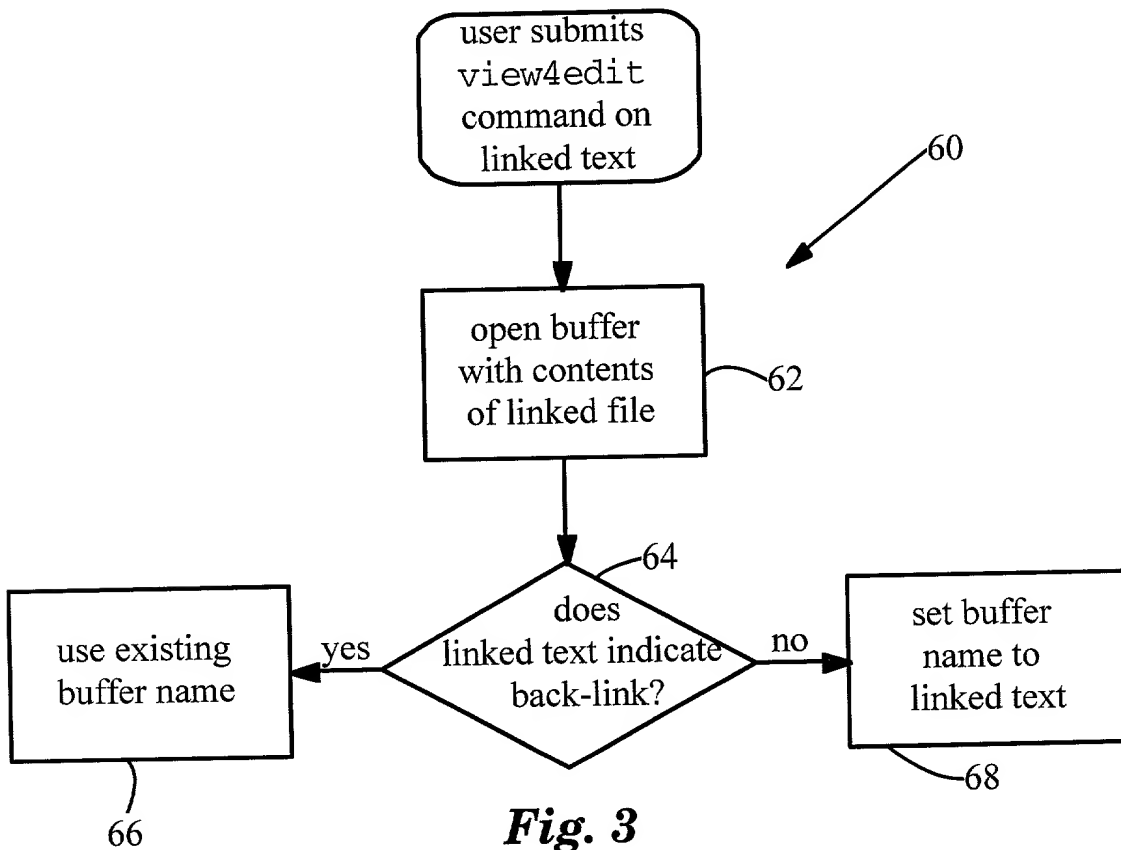 user submits
view4edit
command on
linked text
60
open buffer
with contents
of linked file
62
64
does
linked text indicate
back-link?
yes
no
use existing
buffer name
66
set buffer
name to
linked text
68
Fig. 3